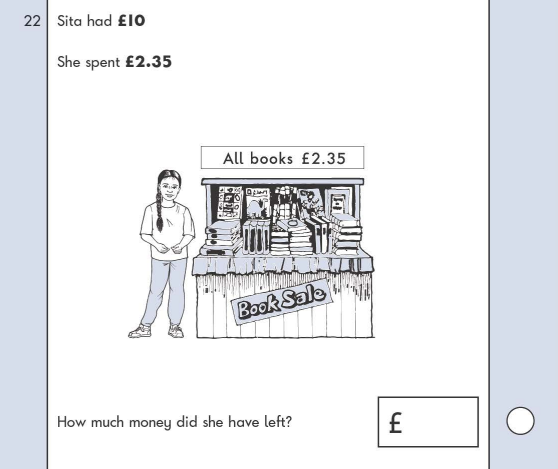 22 Sita had £10
She spent £2.35
All books £2.35
Book Sale
How much money did she have left?
£